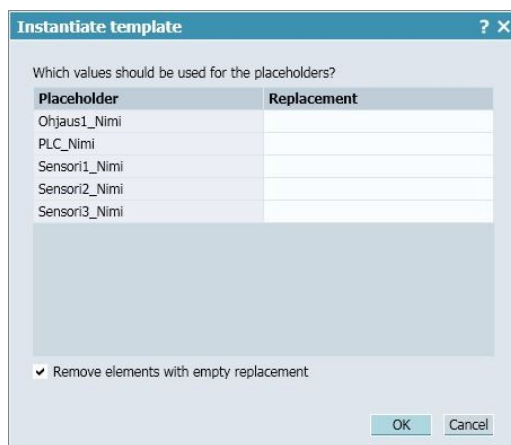 Instantiate template ? ×
Which values should be used for the placeholders?
Placeholder Replacement
Ohjaus1_Nimi
PLC_Nimi
Sensori1_Nimi
Sensori2_Nimi
Sensori3_Nimi
Remove elements with empty replacement
OK Cancel